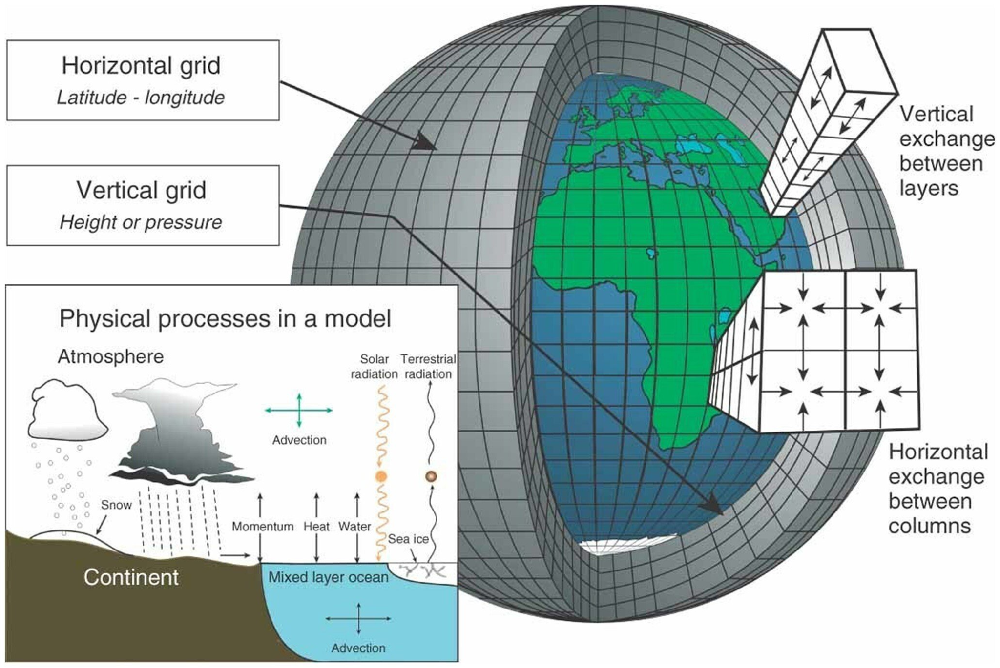 Horizontal grid
Latitude - longitude
Vertical grid
Height or pressure
Vertical
exchange
between
layers
Horizontal
exchange
between
columns
Physical processes in a model
Atmosphere
Solar
radiation
Terrestrial
radiation
Advection
Snow
Momentum
Heat
Water
Sea ice
Continent
Mixed layer ocean
Advection